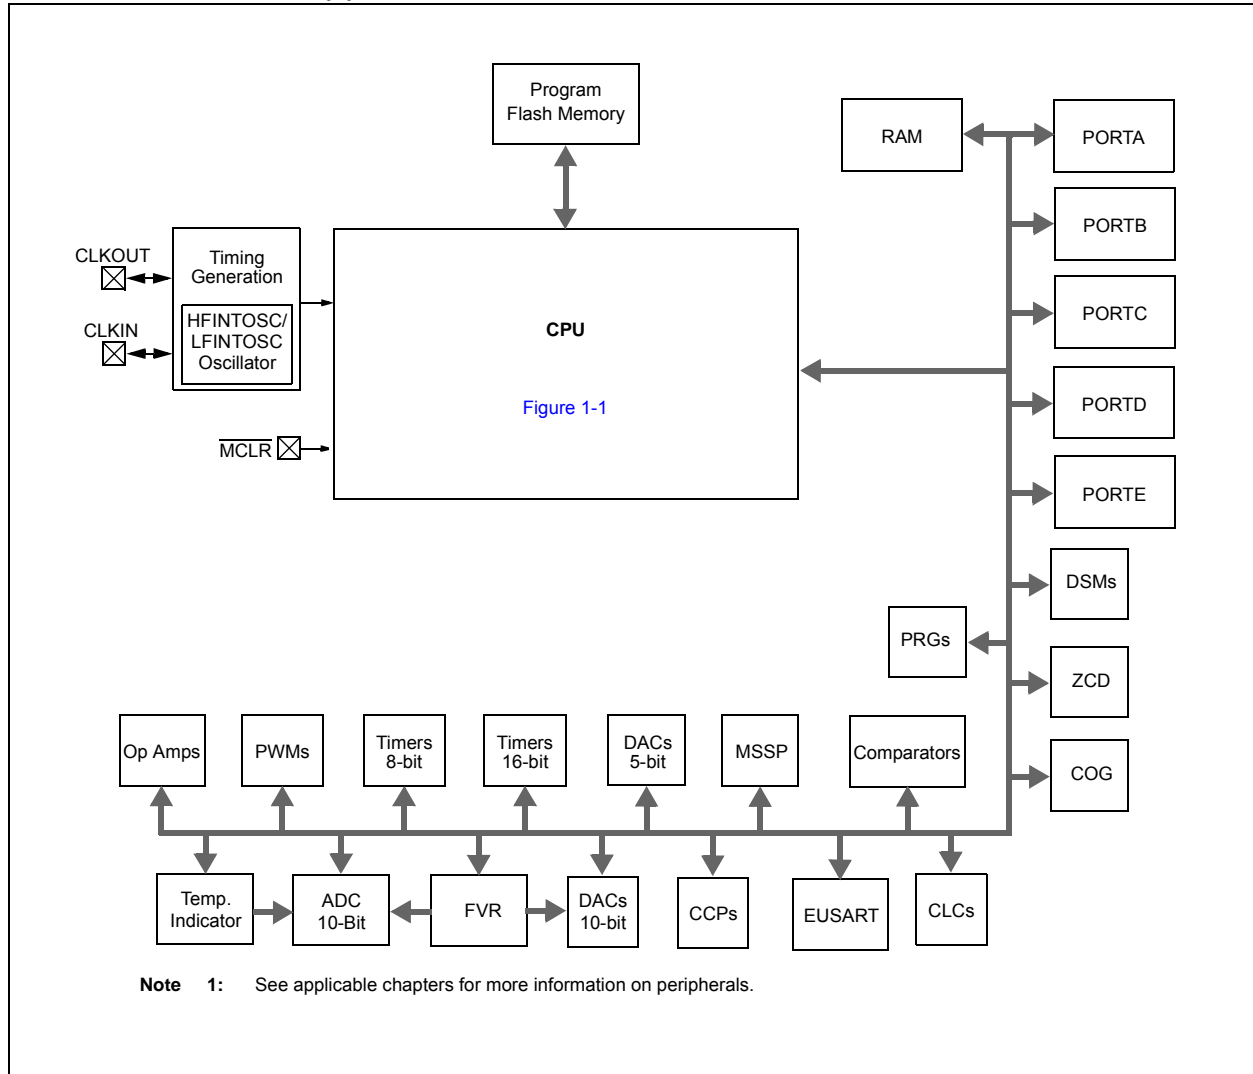 Program
Flash Memory
RAM
PORTA
PORTB
CLKOUT
Timing
Generation
HFINTOSC/
LFINTOSC
Oscillator
CLKIN
CPU
Figure 1-1
PORTC
PORTD
MCLR
PORTE
DSMs
PRGs
ZCD
Op Amps
PWMs
Timers
8-bit
Timers
16-bit
DACs
5-bit
MSSP
Comparators
COG
Temp.
Indicator
ADC
10-Bit
FVR
DACs
10-bit
CCPs
EUSART
CLCs
Note 1: See applicable chapters for more information on peripherals.